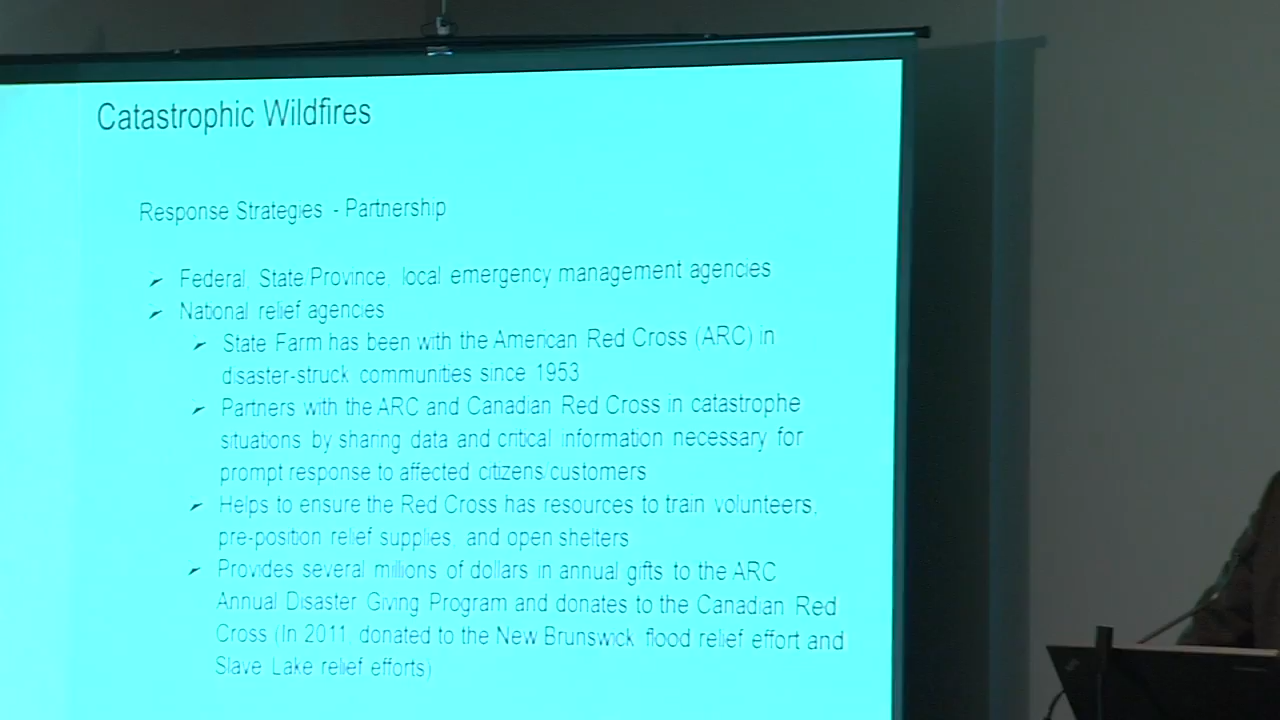 Catastrophic Wildfires
Response Strategies - Partnership
Federal, State Province, local emergency management agencies
National relief agencies
State Farm has been with the American Red Cross (ARC) in
disaster-struck communities since 1953
Partners with the ARC and Canadian Red Cross in catastrophe
situations by sharing data and critical information necessary for
prompt response to affected citizens/customers
Helps to ensure the Red Cross has resources to train volunteers,
pre-position relief supplies, and open shelters
Provides several millions of dollars in annual gifts to the ARC
Annual Disaster Giving Program and donates to the Canadian Red
Cross (In 2011, donated to the New Brunswick flood relief effort and
Slave Lake relief efforts)